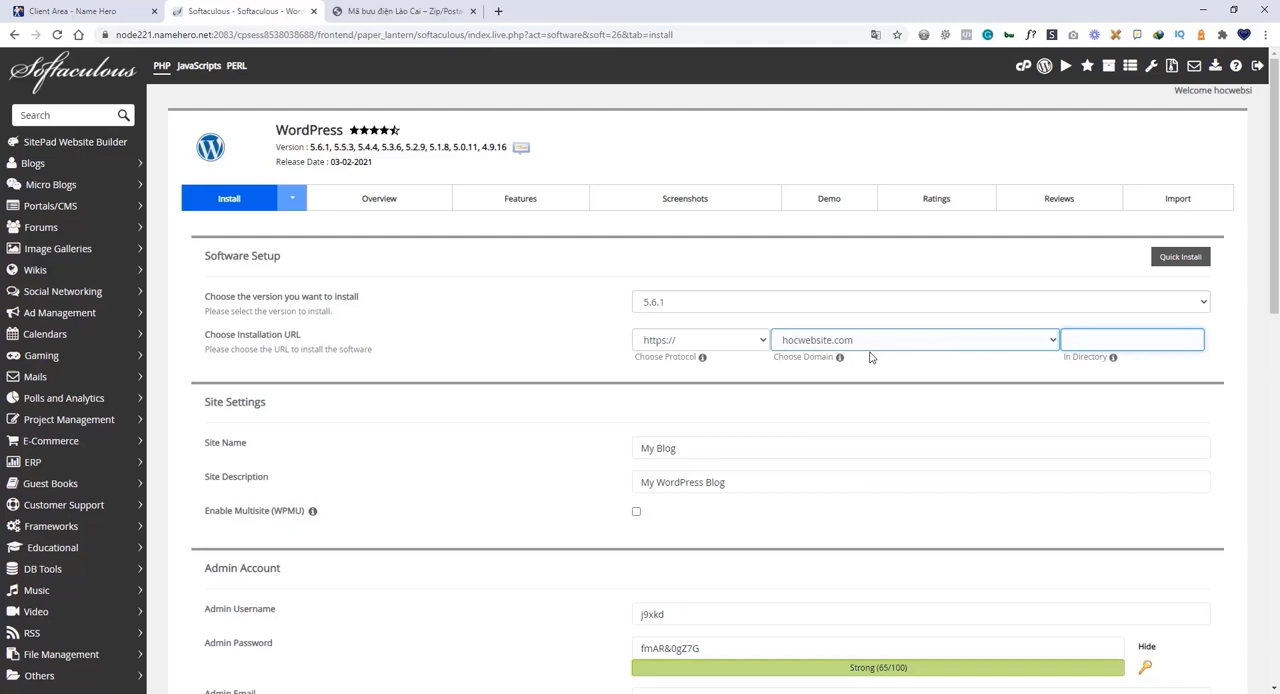 Client Area - Name Hero
Softaculous - Softaculous - Wor
Mã bưu điện Lào Cai – Zip/Posta
node221.namehero.net:2083/cpsess8538038688/frontend/paper_lantern/softaculous/index.live.php?act=software&soft=26&tab=install
Softaculous
PHP JavaScripts PERL
Welcome hocwebsi
Search
SitePad Website Builder
Blogs
Micro Blogs
Portals/CMS
Forums
Image Galleries
Wikis
Social Networking
Ad Management
Calendars
Gaming
Mails
Polls and Analytics
Project Management
E-Commerce
ERP
Guest Books
Customer Support
Frameworks
Educational
DB Tools
Music
Video
RSS
File Management
Others
WordPress
Version : 5.6.1, 5.5.3, 5.4.4, 5.3.6, 5.2.9, 5.1.8, 5.0.11, 4.9.16
Release Date : 03-02-2021
Install Overview Features Screenshots Demo Ratings Reviews Import
Software Setup
Quick Install
Choose the version you want to install
Please select the version to install.
5.6.1
Choose Installation URL
Please choose the URL to install the software
https:// hocwebsite.com
Choose Protocol Choose Domain In Directory
Site Settings
Site Name
My Blog
Site Description
My WordPress Blog
Enable Multisite (WPMU)
Admin Account
Admin Username
j9xkd
Admin Password
fmAR&0gZ7G
Hide
Strong (65/100)
Admin Email